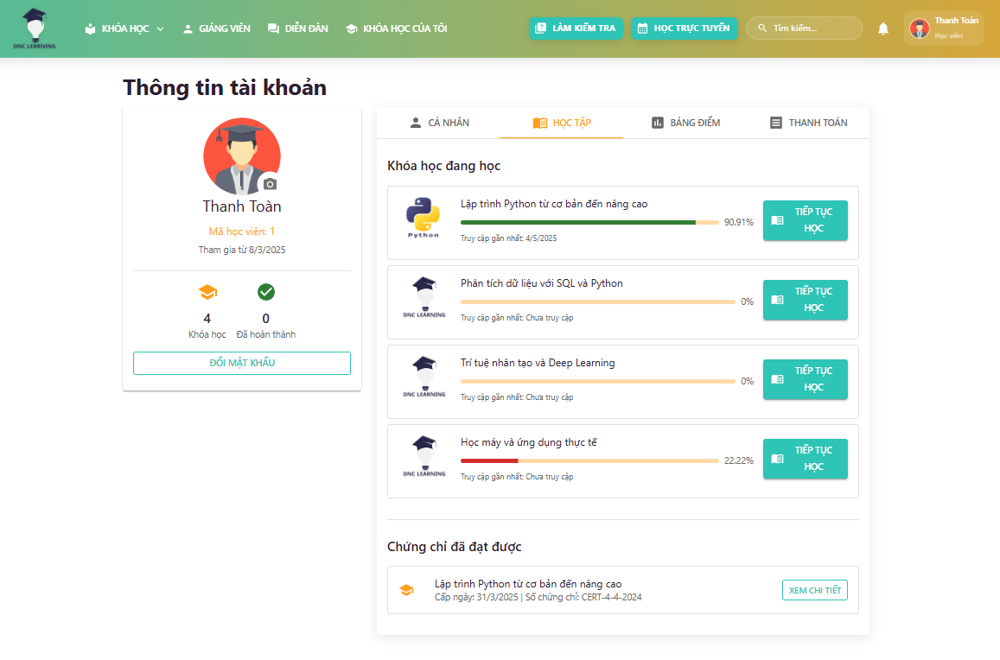 DNC LEARNING
KHÓA HỌC
GIẢNG VIÊN
DIỄN ĐÀN
KHÓA HỌC CỦA TÔI
LÀM KIỂM TRA
HỌC TRỰC TUYẾN
Tìm kiếm...
Thanh Toàn
Học viên
Thông tin tài khoản
Thanh Toàn
Mã học viên: 1
Tham gia từ 8/3/2025
4
Khóa học
0
Đã hoàn thành
ĐỔI MẬT KHẨU
CÁ NHÂN
HỌC TẬP
BẢNG ĐIỂM
THANH TOÁN
Khóa học đang học
Python
Lập trình Python từ cơ bản đến nâng cao
90.91%
Truy cập gần nhất: 4/5/2025
TIẾP TỤC
HỌC
DNC LEARNING
Phân tích dữ liệu với SQL và Python
0%
Truy cập gần nhất: Chưa truy cập
TIẾP TỤC
HỌC
DNC LEARNING
Trí tuệ nhân tạo và Deep Learning
0%
Truy cập gần nhất: Chưa truy cập
TIẾP TỤC
HỌC
DNC LEARNING
Học máy và ứng dụng thực tế
22.22%
Truy cập gần nhất: Chưa truy cập
TIẾP TỤC
HỌC
Chứng chỉ đã đạt được
Lập trình Python từ cơ bản đến nâng cao
Cấp ngày: 31/3/2025 | Số chứng chỉ: CERT-4-4-2024
XEM CHI TIẾT